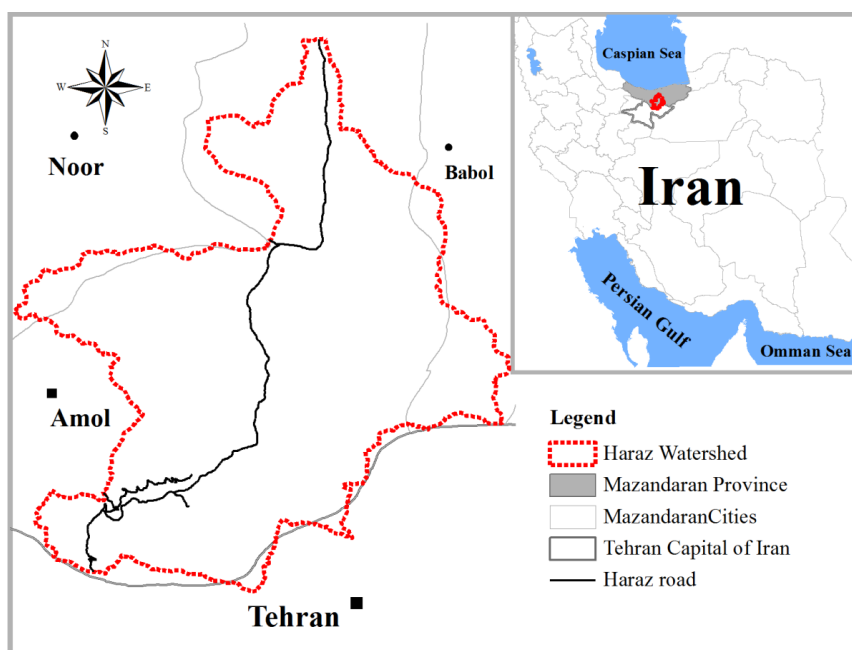 N
W
E
S
Noor
Babol
Amol
Tehran
Caspian Sea
Iran
Persian Gulf
Omman Sea
Legend
Haraz Watershed
Mazandaran Province
MazandaranCities
Tehran Capital of Iran
Haraz road